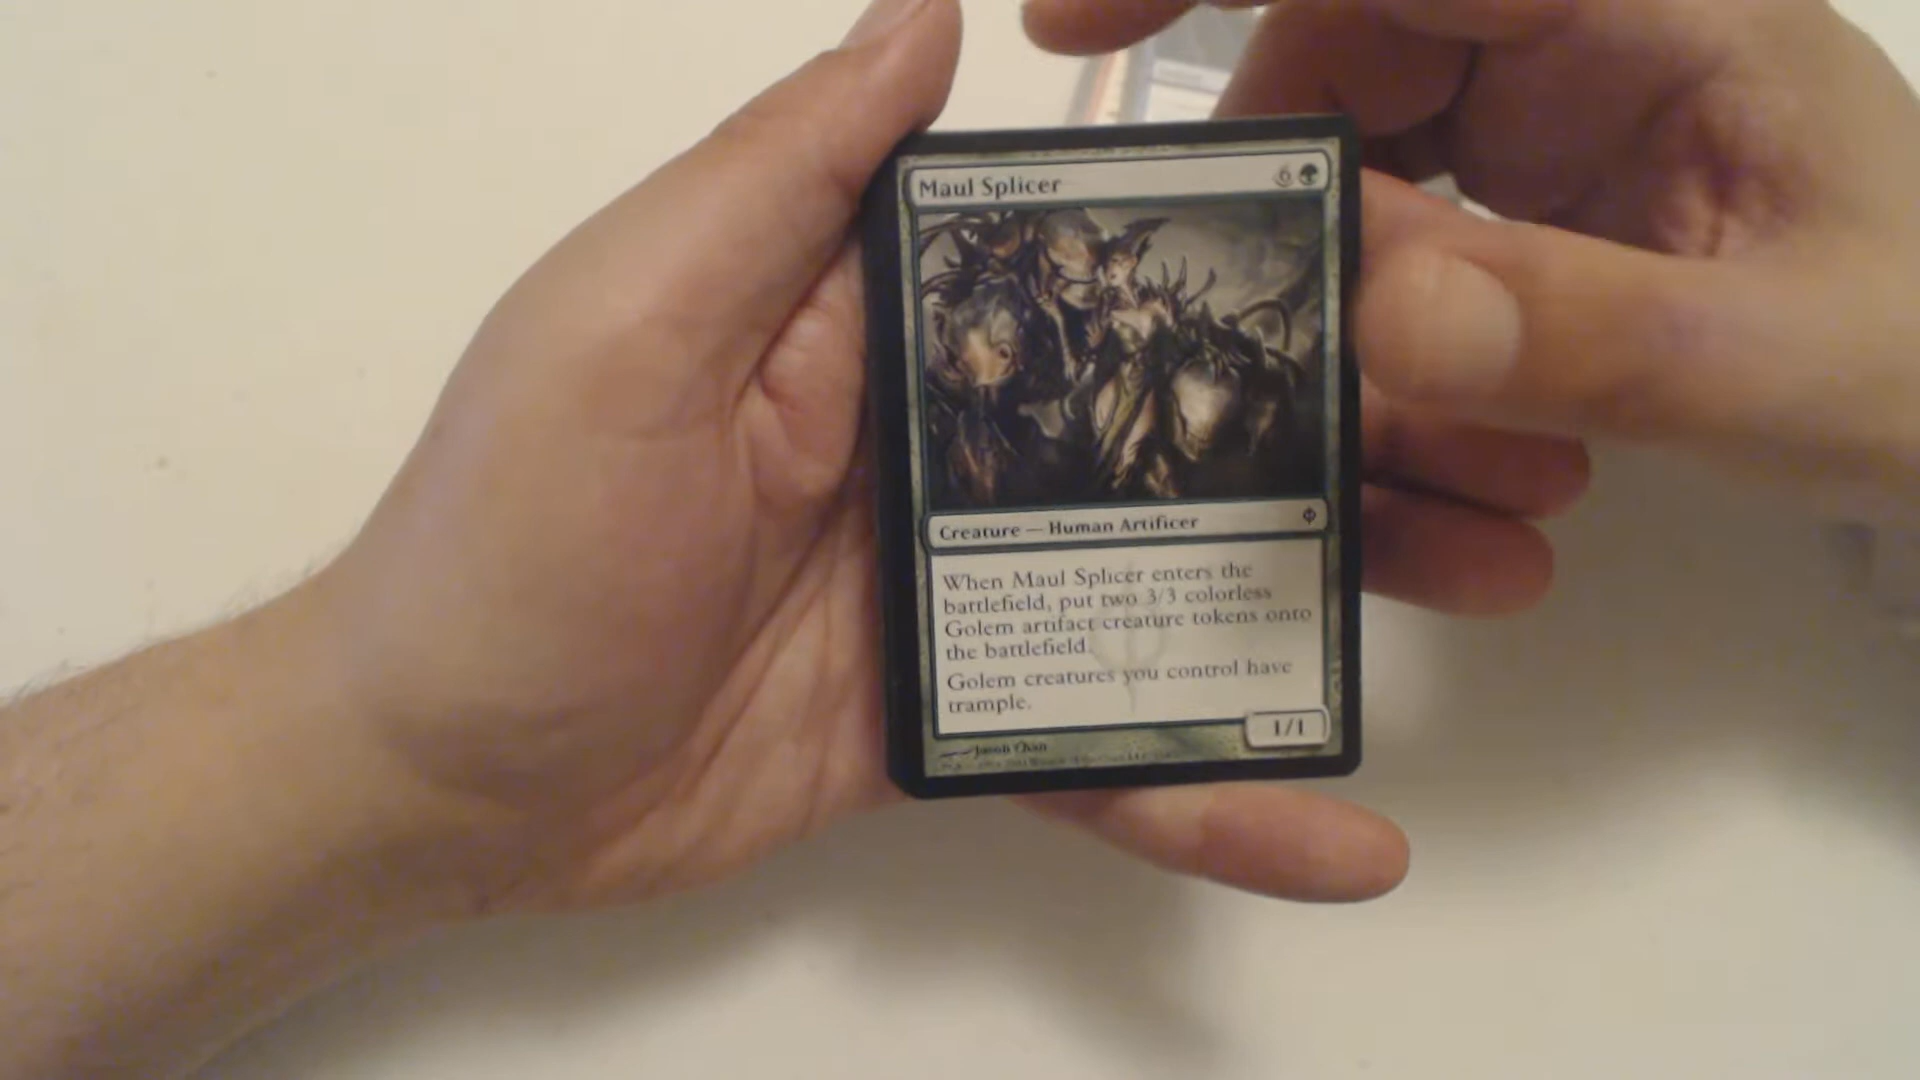 Maul Splicer 6
Creature — Human Artificer
When Maul Splicer enters the
battlefield, put two 3/3 colorless
Golem artifact creature tokens onto
the battlefield.
Golem creatures you control have
trample.
1/1
Jason Chan